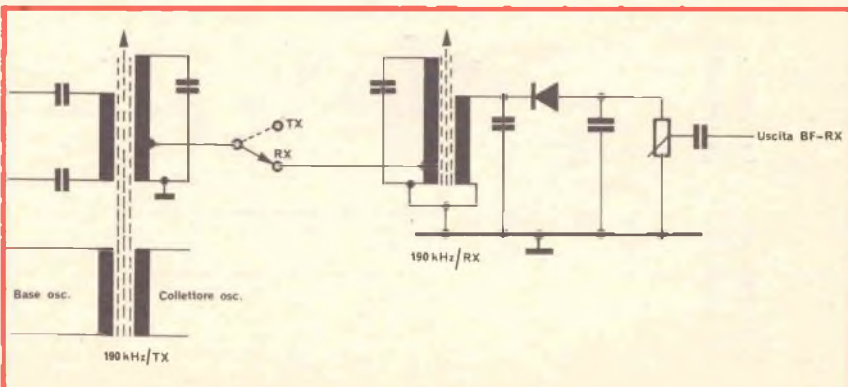 TX
RX
Uscita BF-RX
190 kHz/RX
Base osc.
Collettore osc.
190 kHz/TX